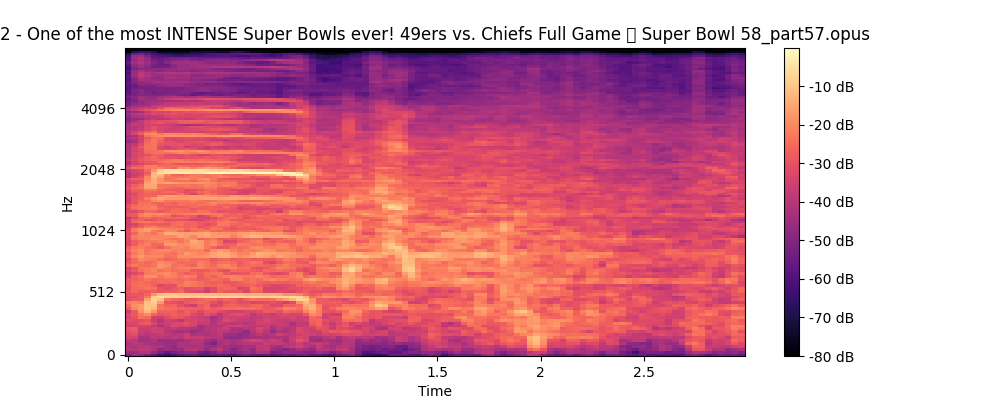 2 - One of the most INTENSE Super Bowls ever! 49ers vs. Chiefs Full Game ▯ Super Bowl 58_part57.opus
4096
2048
1024
512
0
Hz
0
0.5
1
1.5
2
2.5
Time
-10 dB
-20 dB
-30 dB
-40 dB
-50 dB
-60 dB
-70 dB
-80 dB